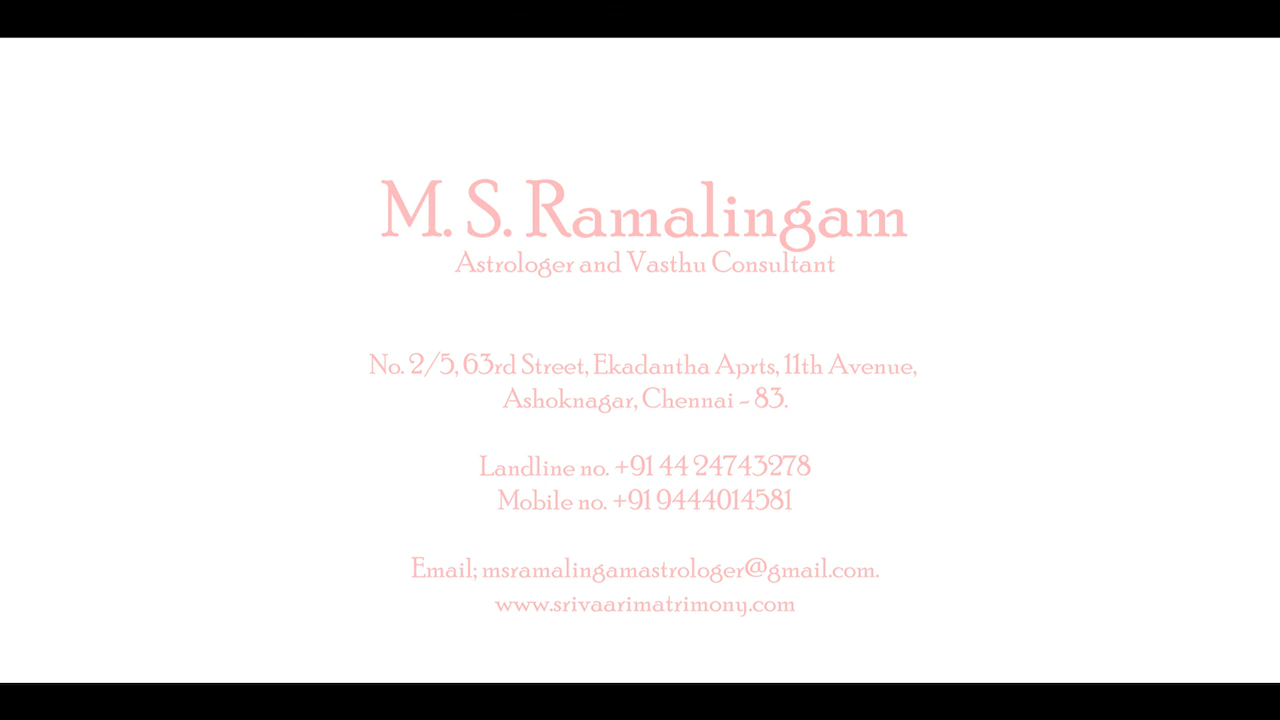 M. S. Ramalingam
Astrologer and Vasthu Consultant
No. 2/5, 63rd Street, Ekadantha Aprts, 11th Avenue,
Ashoknagar, Chennai - 83.
Landline no. +91 44 24743278
Mobile no. +91 9444014581
Email; msramalingamastrologer@gmail.com.
www.srivaarimatrimony.com